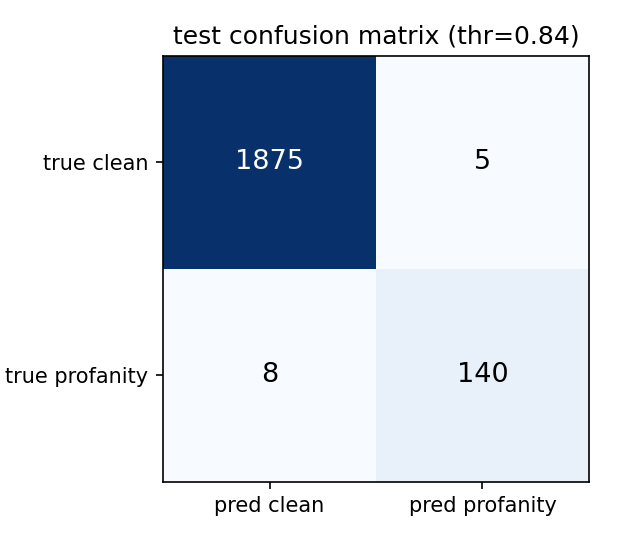 test confusion matrix (thr=0.84)
true clean
1875
5
true profanity
8
140
pred clean
pred profanity